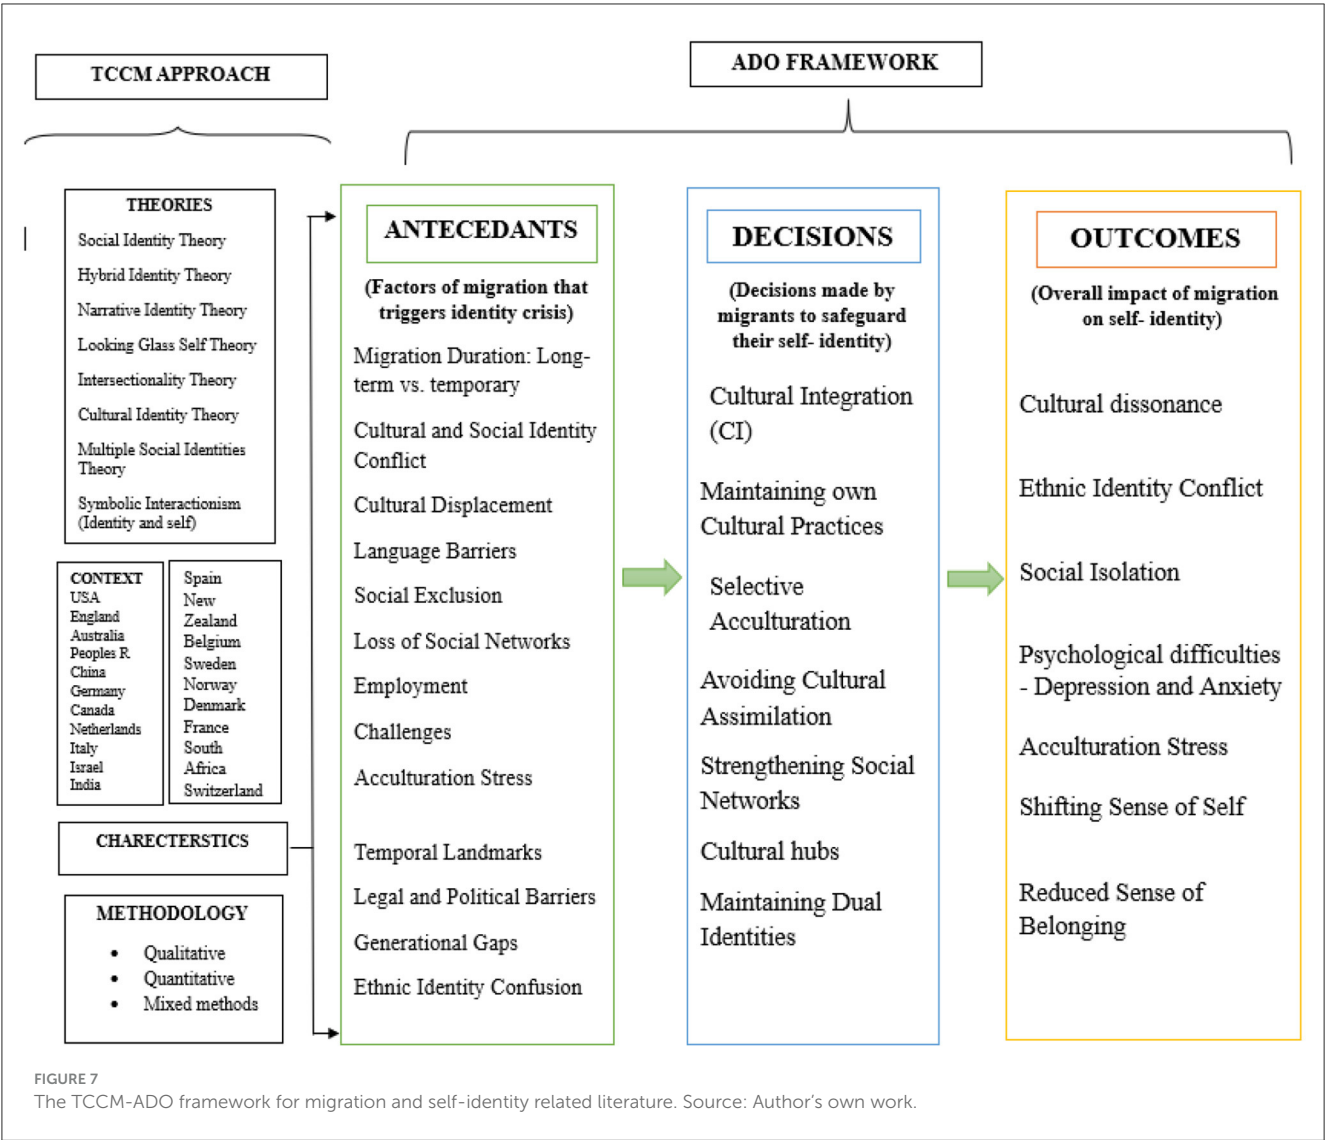 TCCM APPROACH
ADO FRAMEWORK
THEORIES
Social Identity Theory
Hybrid Identity Theory
Narrative Identity Theory
Looking Glass Self Theory
Intersectionality Theory
Cultural Identity Theory
Multiple Social Identities
Theory
Symbolic Interactionism
(Identity and self)
CONTEXT
USA
England
Australia
Peoples R
China
Germany
Canada
Netherlands
Italy
Israel
India
Spain
New
Zealand
Belgium
Sweden
Norway
Denmark
France
South
Africa
Switzerland
CHARECTERSTICS
METHODOLOGY
• Qualitative
• Quantitative
• Mixed methods
ANTECEDANTS
(Factors of migration that
triggers identity crisis)
Migration Duration: Long-
term vs. temporary
Cultural and Social Identity
Conflict
Cultural Displacement
Language Barriers
Social Exclusion
Loss of Social Networks
Employment
Challenges
Acculturation Stress
Temporal Landmarks
Legal and Political Barriers
Generational Gaps
Ethnic Identity Confusion
DECISIONS
(Decisions made by
migrants to safeguard
their self- identity)
Cultural Integration
(CI)
Maintaining own
Cultural Practices
Selective
Acculturation
Avoiding Cultural
Assimilation
Strengthening Social
Networks
Cultural hubs
Maintaining Dual
Identities
OUTCOMES
(Overall impact of migration
on self- identity)
Cultural dissonance
Ethnic Identity Conflict
Social Isolation
Psychological difficulties
- Depression and Anxiety
Acculturation Stress
Shifting Sense of Self
Reduced Sense of
Belonging
FIGURE 7
The TCCM-ADO framework for migration and self-identity related literature. Source: Author's own work.